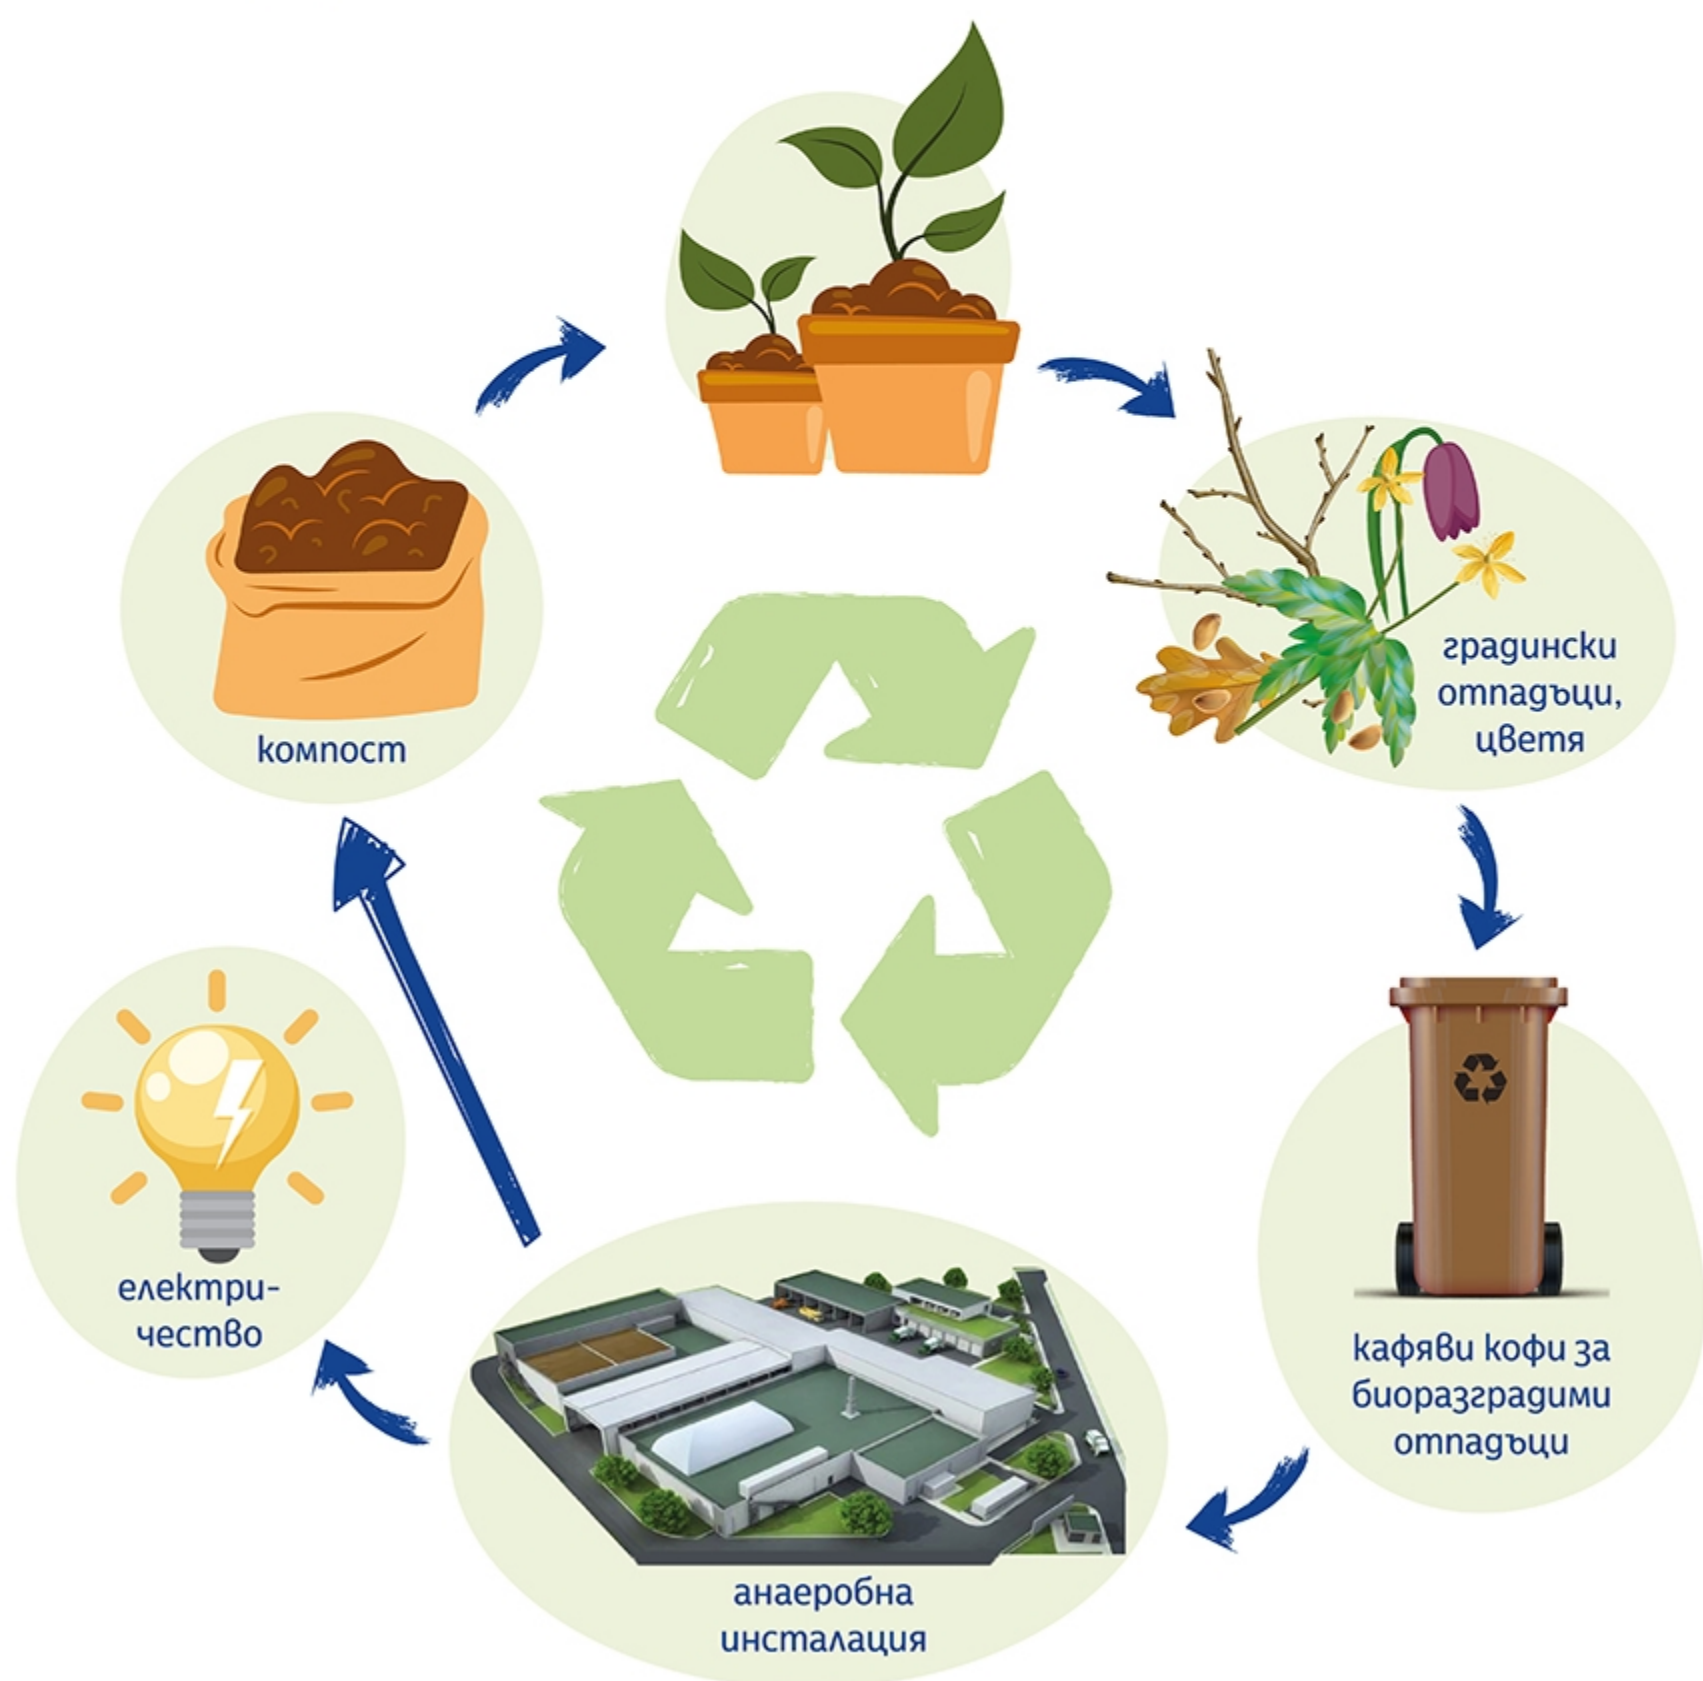 градински
отпадъци,
цветя
компост
електри-
чество
кафяви кофи за
биоразградими
отпадъци
анаеробна
инсталация